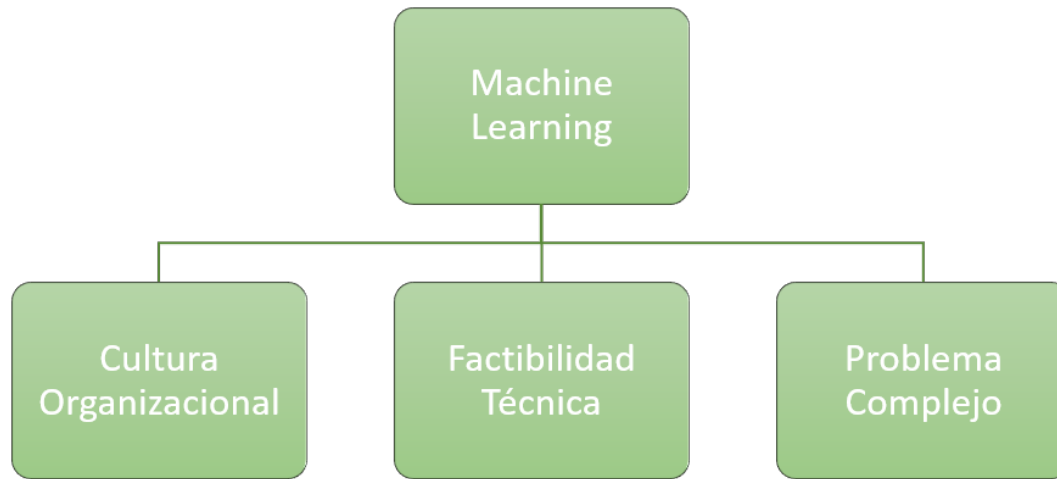 Machine
Learning
Cultura
Organizacional
Factibilidad
Técnica
Problema
Complejo